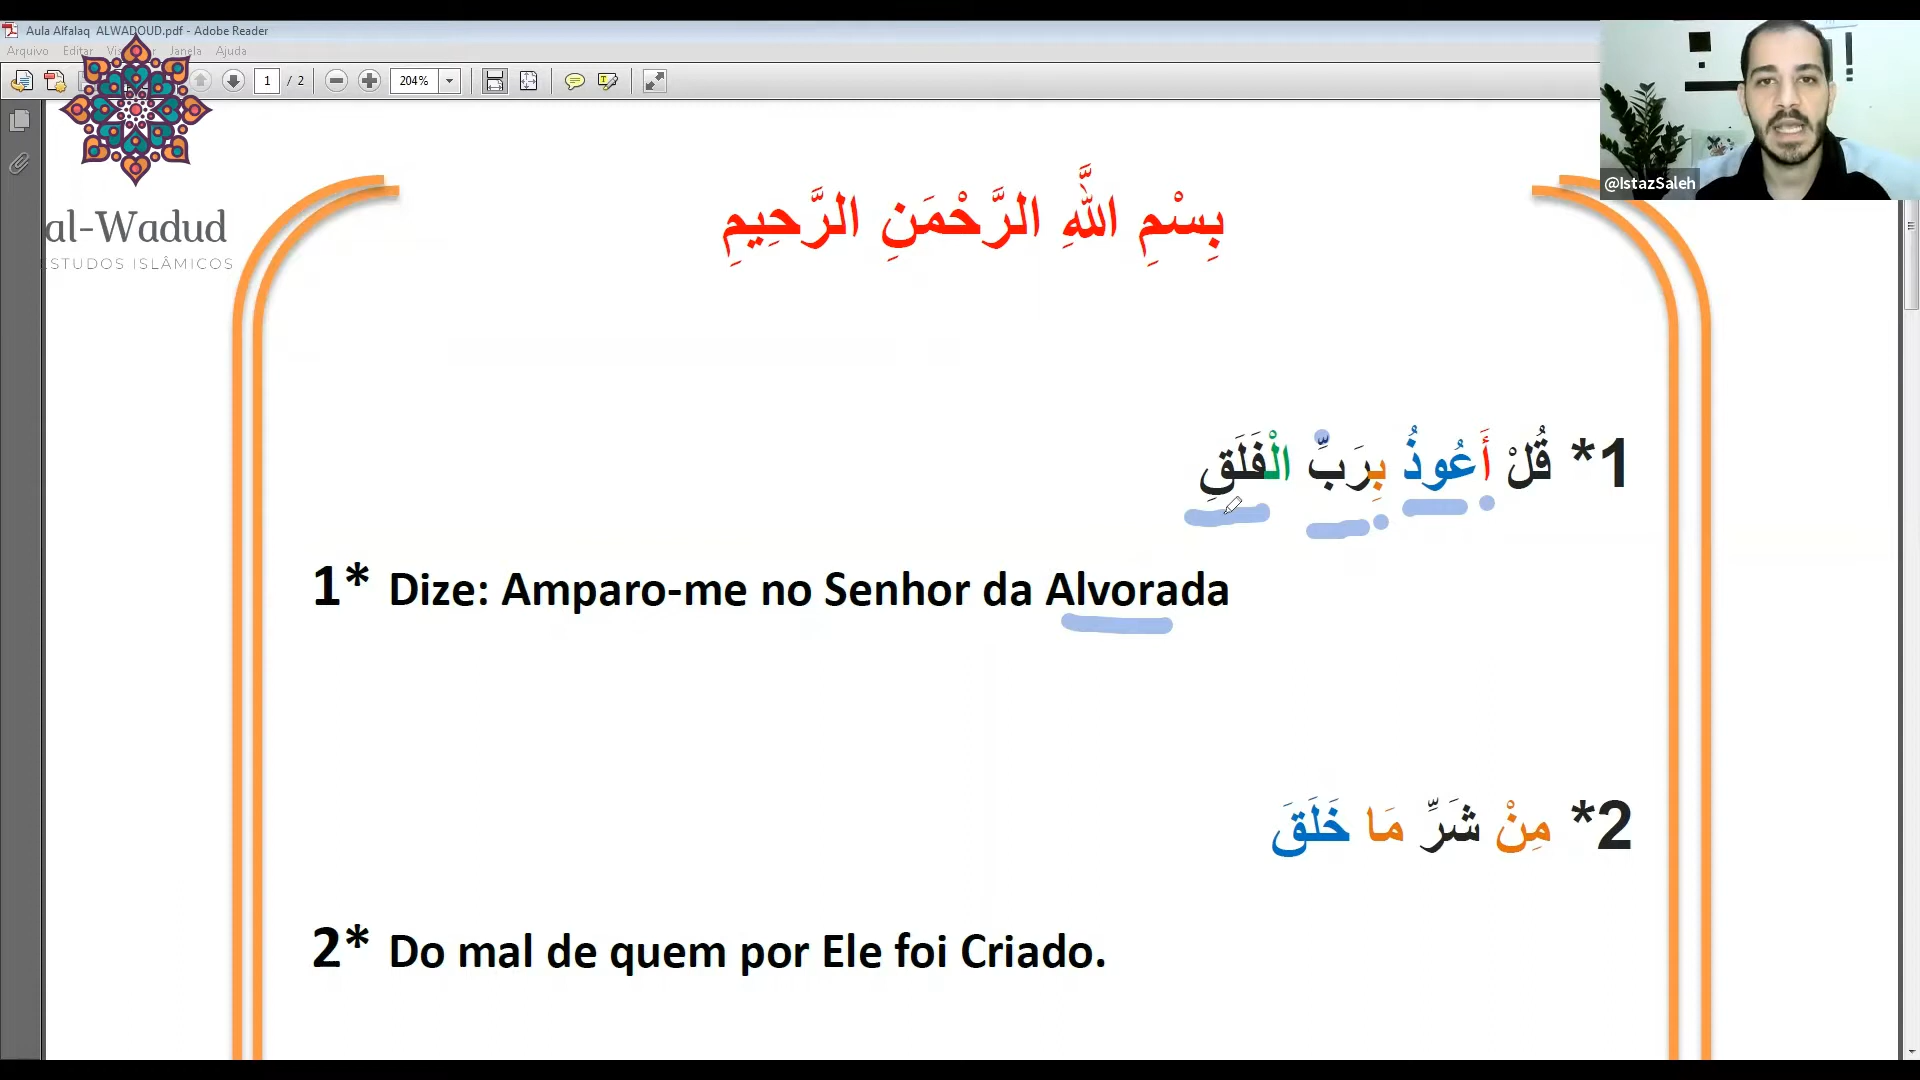 Aula Alfalaq ALWADOUD.pdf - Adobe Reader
Arquivo Editar Janela Ajuda
1 / 2 204%
@IstazSaleh
al-Wadud
ESTUDOS ISLÂMICOS
بِسْمِ اللَّهِ الرَّحْمَنِ الرَّحِيمِ
1* قُلْ أَعُوذُ بِرَبِّ الْفَلَقِ
1* Dize: Amparo-me no Senhor da Alvorada
2* مِنْ شَرِّ مَا خَلَقَ
2* Do mal de quem por Ele foi Criado.